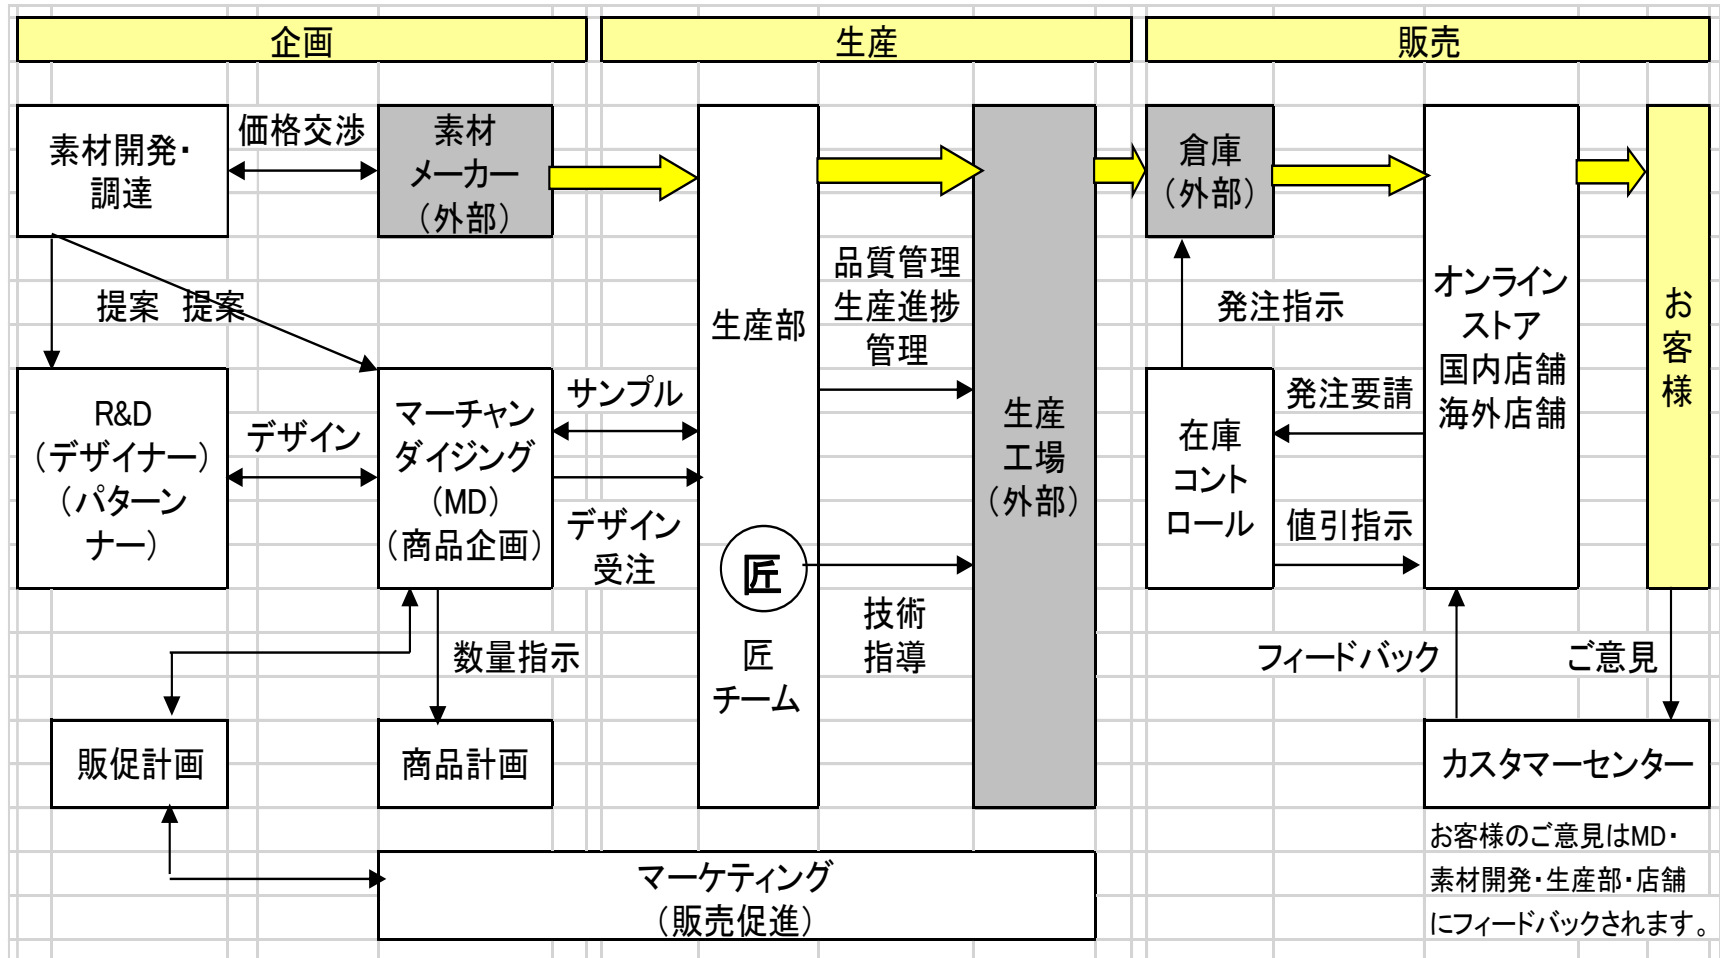 企画
生産
販売
素材開発・
調達
価格交渉
素材
メーカー
（外部）
倉庫
（外部）
提案　提案
品質管理
生産進捗
管理
生産部
発注指示
オンライン
ストア
国内店舗
海外店舗
お
客
様
R&D
（デザイナー）
（パターン
ナー）
デザイン
マーチャン
ダイジング
（MD）
（商品企画）
サンプル
デザイン
受注
匠
匠
チーム
技術
指導
生産
工場
（外部）
在庫
コント
ロール
発注要請
値引指示
数量指示
フィードバック
ご意見
販促計画
商品計画
カスタマーセンター
マーケティング
（販売促進）
お客様のご意見はMD・
素材開発・生産部・店舗
にフィードバックされます。